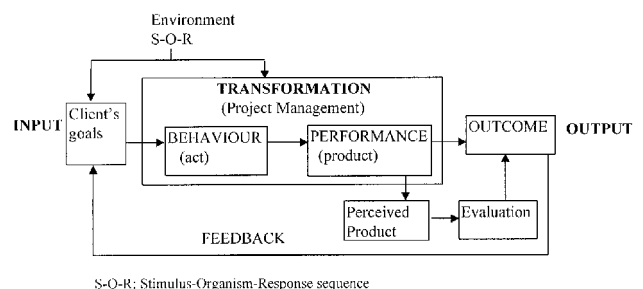 Environment
S-O-R
TRANSFORMATION
(Project Management)
INPUT
Client's
goals
BEHAVIOUR
(act)
PERFORMANCE
(product)
OUTCOME
OUTPUT
Perceived
Product
Evaluation
FEEDBACK
S-O-R; Stimulus-Organism-Response sequence